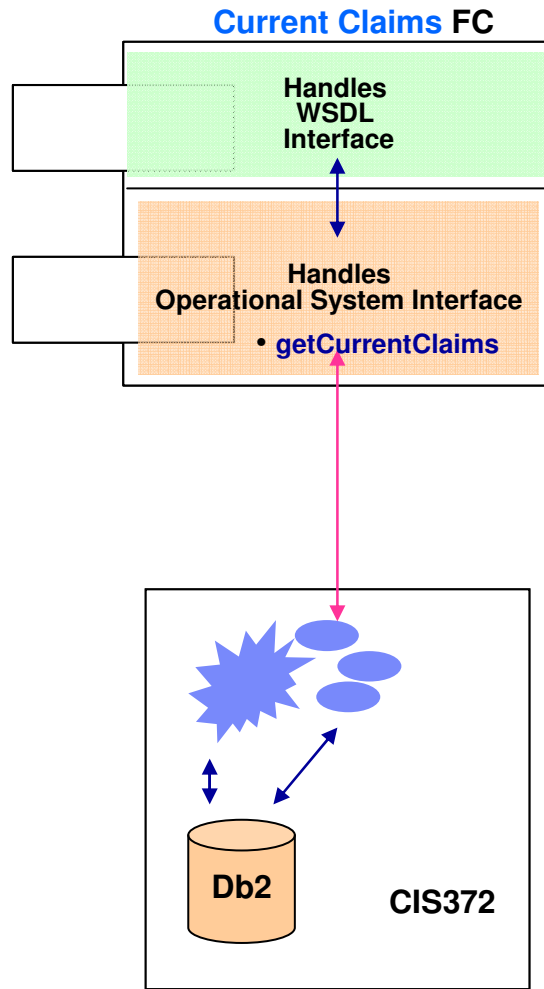 Current Claims FC
Handles
WSDL
Interface
Handles
Operational System Interface
• getCurrentClaims
Db2
CIS372